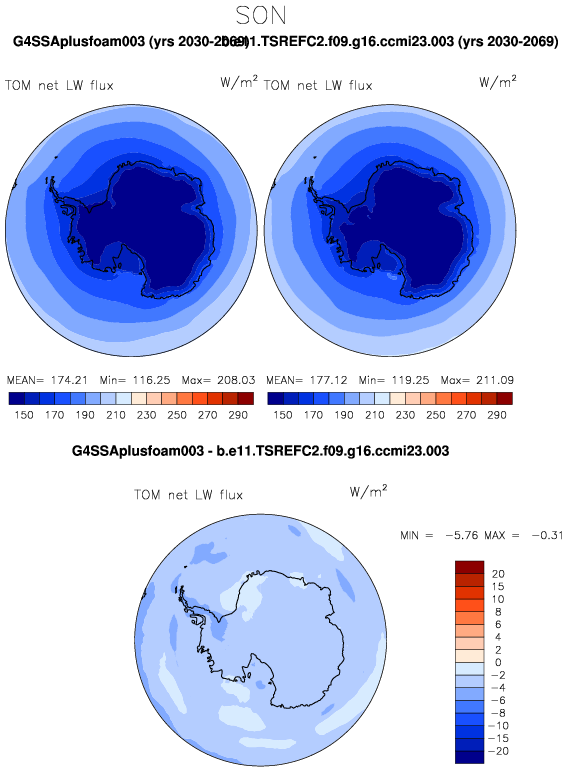 SON
G4SSAplusfoam003 (yrs 2030-2069) b.e11.TSREFC2.f09.g16.ccmi23.003 (yrs 2030-2069)
TOM net LW flux W/m² TOM net LW flux W/m²
MEAN= 174.21 Min= 116.25 Max= 208.03 MEAN= 177.12 Min= 119.25 Max= 211.09
150 170 190 210 230 250 270 290 150 170 190 210 230 250 270 290
G4SSAplusfoam003 - b.e11.TSREFC2.f09.g16.ccmi23.003
TOM net LW flux W/m²
MIN = -5.76 MAX = -0.31
20
15
10
8
6
4
2
0
-2
-4
-6
-8
-10
-15
-20